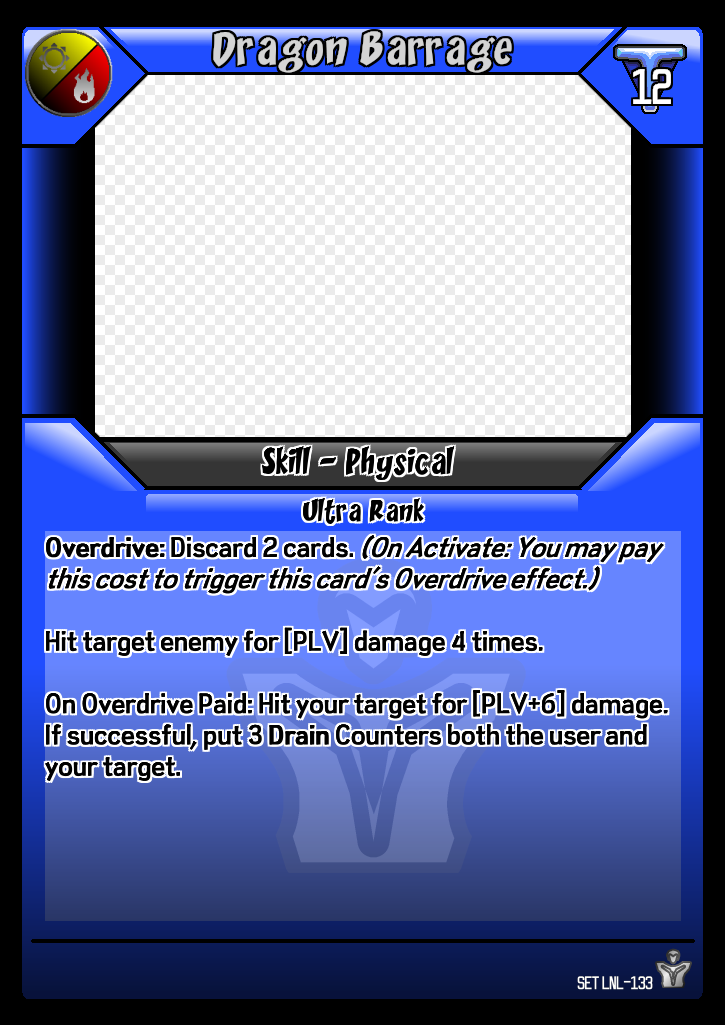 Dragon Barrage
12
Skill - Physical
Ultra Rank
Overdrive: Discard 2 cards. (On Activate: You may pay
this cost to trigger this card's Overdrive effect.)
Hit target enemy for [PLV] damage 4 times.
On Overdrive Paid: Hit your target for [PLV+6] damage.
If successful, put 3 Drain Counters both the user and
your target.
SET LNL-133